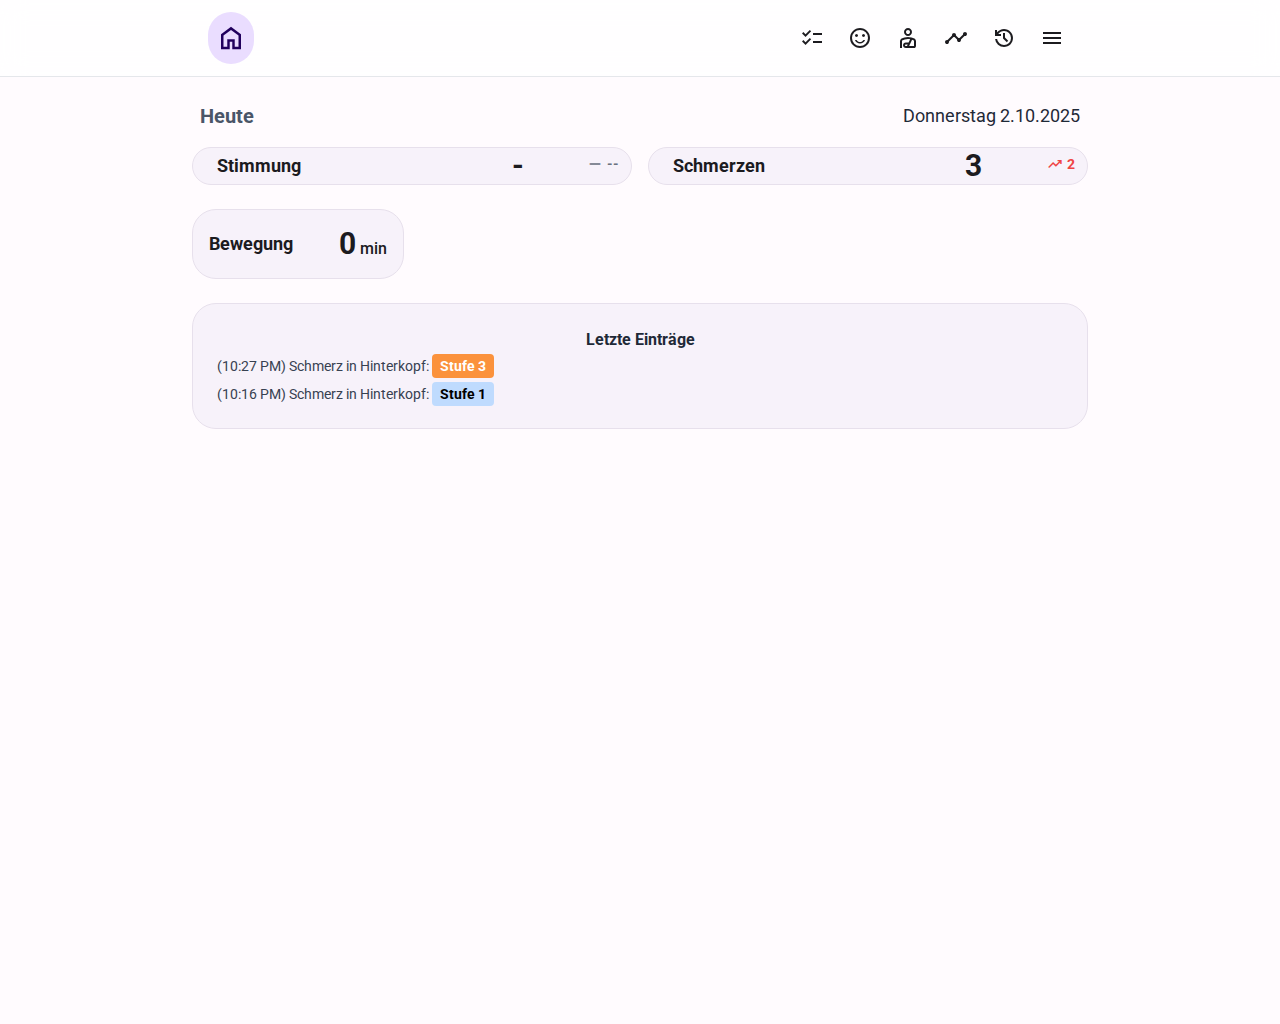 Heute Donnerstag 2.10.2025
Stimmung - -- Schmerzen 3 2
Bewegung 0 min
Letzte Einträge
(10:27 PM) Schmerz in Hinterkopf: Stufe 3
(10:16 PM) Schmerz in Hinterkopf: Stufe 1